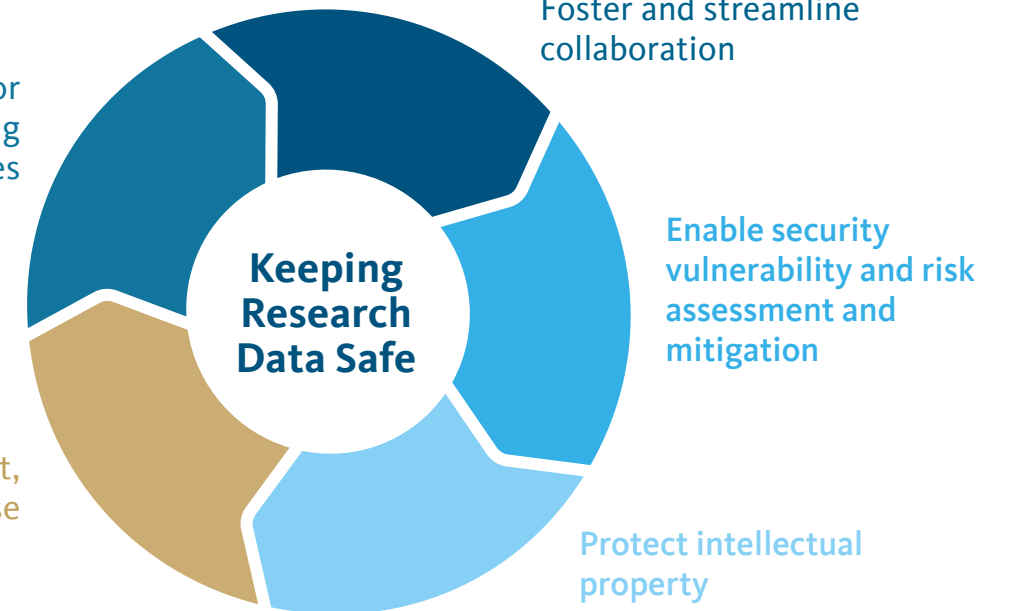 Foster and streamline
collaboration
Enable security
vulnerability and risk
assessment and
mitigation
Keeping
Research
Data Safe
Protect intellectual
property